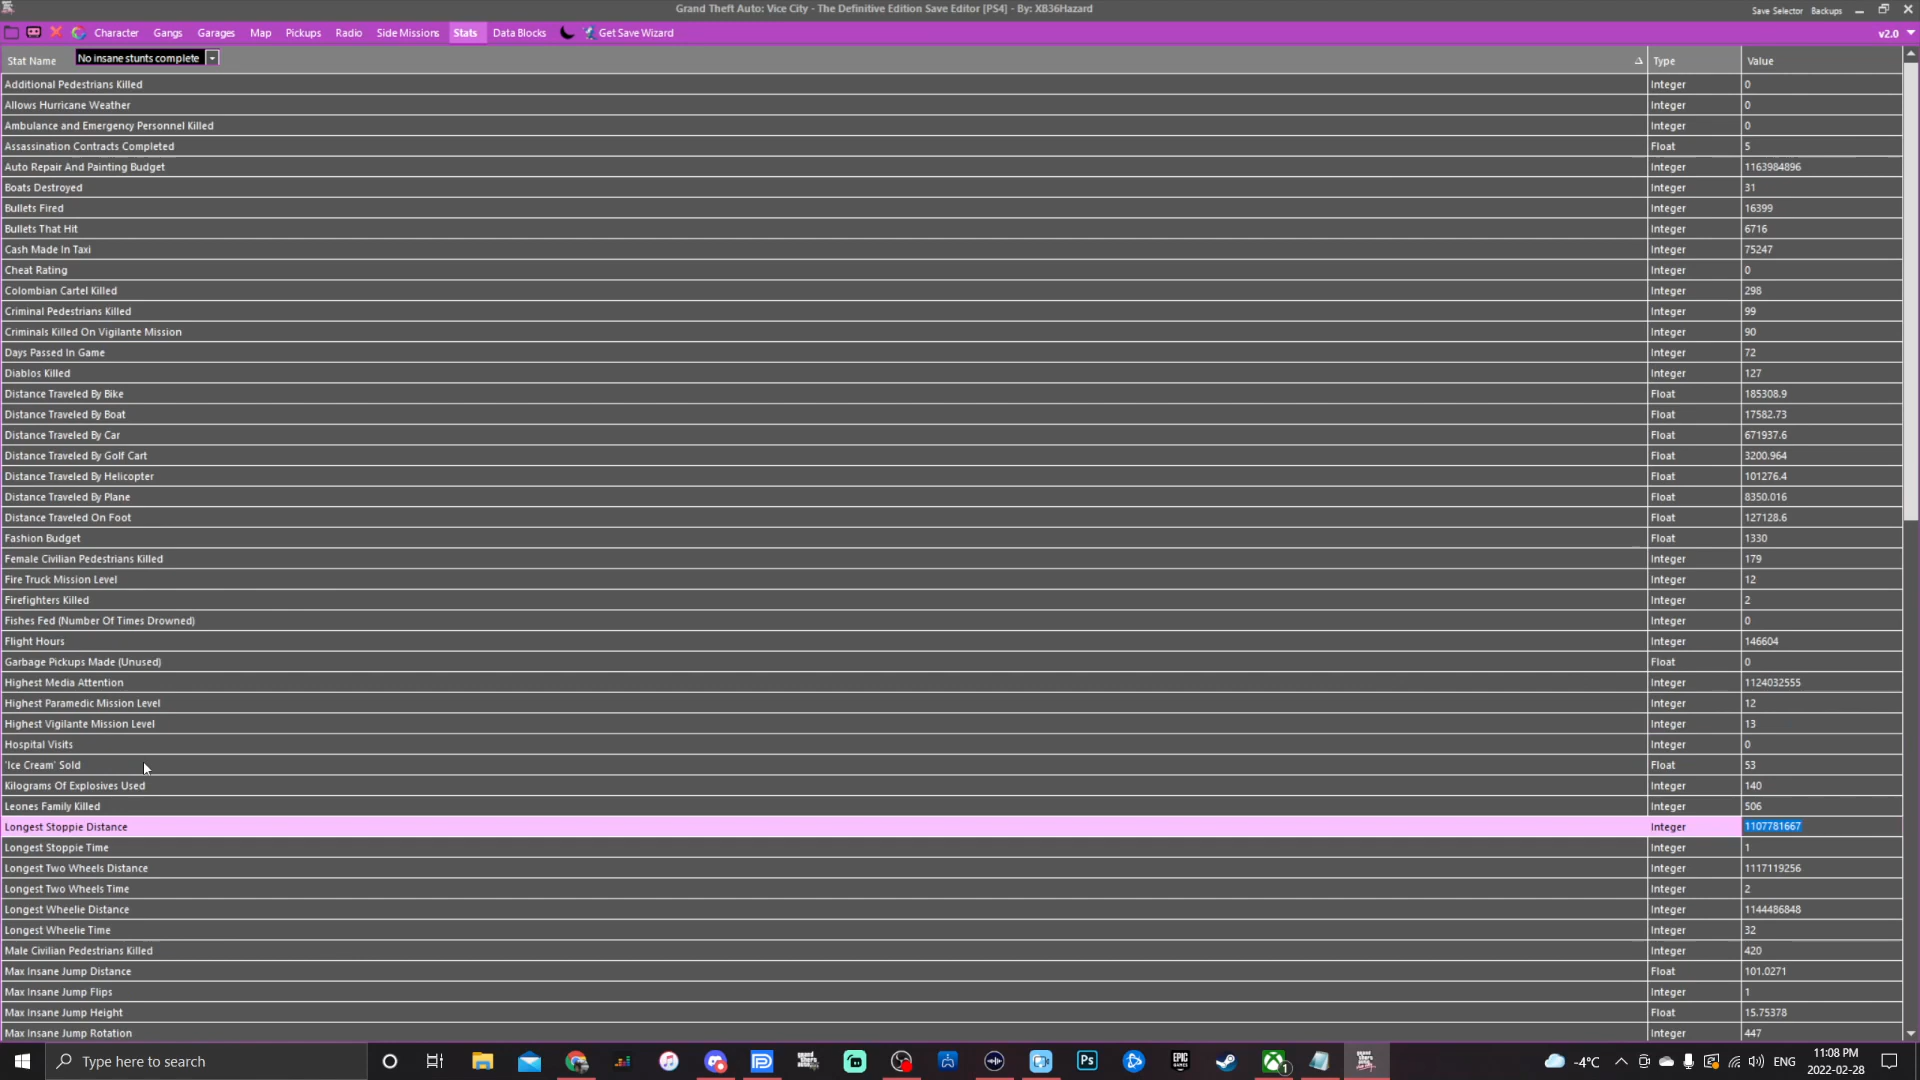 Grand Theft Auto: Vice City - The Definitive Edition Save Editor [PS4] - By: XB36Hazard
Save Selector Backups
Character Gangs Garages Map Pickups Radio Side Missions Stats Data Blocks Get Save Wizard v2.0
Stat Name No insane stunts complete Type Value
Additional Pedestrians Killed Integer 0
Allows Hurricane Weather Integer 0
Ambulance and Emergency Personnel Killed Integer 0
Assassination Contracts Completed Float 5
Auto Repair And Painting Budget Integer 1163984896
Boats Destroyed Integer 31
Bullets Fired Integer 16399
Bullets That Hit Integer 6716
Cash Made In Taxi Integer 75247
Cheat Rating Integer 0
Colombian Cartel Killed Integer 298
Criminal Pedestrians Killed Integer 99
Criminals Killed On Vigilante Mission Integer 90
Days Passed In Game Integer 72
Diablos Killed Integer 127
Distance Traveled By Bike Float 185308.9
Distance Traveled By Boat Float 17582.73
Distance Traveled By Car Float 671937.6
Distance Traveled By Golf Cart Float 3200.964
Distance Traveled By Helicopter Float 101276.4
Distance Traveled By Plane Float 8350.016
Distance Traveled On Foot Float 127128.6
Fashion Budget Float 1330
Female Civilian Pedestrians Killed Integer 179
Fire Truck Mission Level Integer 12
Firefighters Killed Integer 2
Fishes Fed (Number Of Times Drowned) Integer 0
Flight Hours Integer 146604
Garbage Pickups Made (Unused) Float 0
Highest Media Attention Integer 1124032555
Highest Paramedic Mission Level Integer 12
Highest Vigilante Mission Level Integer 13
Hospital Visits Integer 0
'Ice Cream' Sold Float 53
Kilograms Of Explosives Used Integer 140
Leones Family Killed Integer 506
Longest Stoppie Distance Integer 1107781667
Longest Stoppie Time Integer 1
Longest Two Wheels Distance Integer 1117119256
Longest Two Wheels Time Integer 2
Longest Wheelie Distance Integer 1144486848
Longest Wheelie Time Integer 32
Male Civilian Pedestrians Killed Integer 420
Max Insane Jump Distance Float 101.0271
Max Insane Jump Flips Integer 1
Max Insane Jump Height Float 15.75378
Max Insane Jump Rotation Integer 447
Type here to search Ps EPIC GAMES 1 -4°C ENG 11:08 PM
2022-02-28